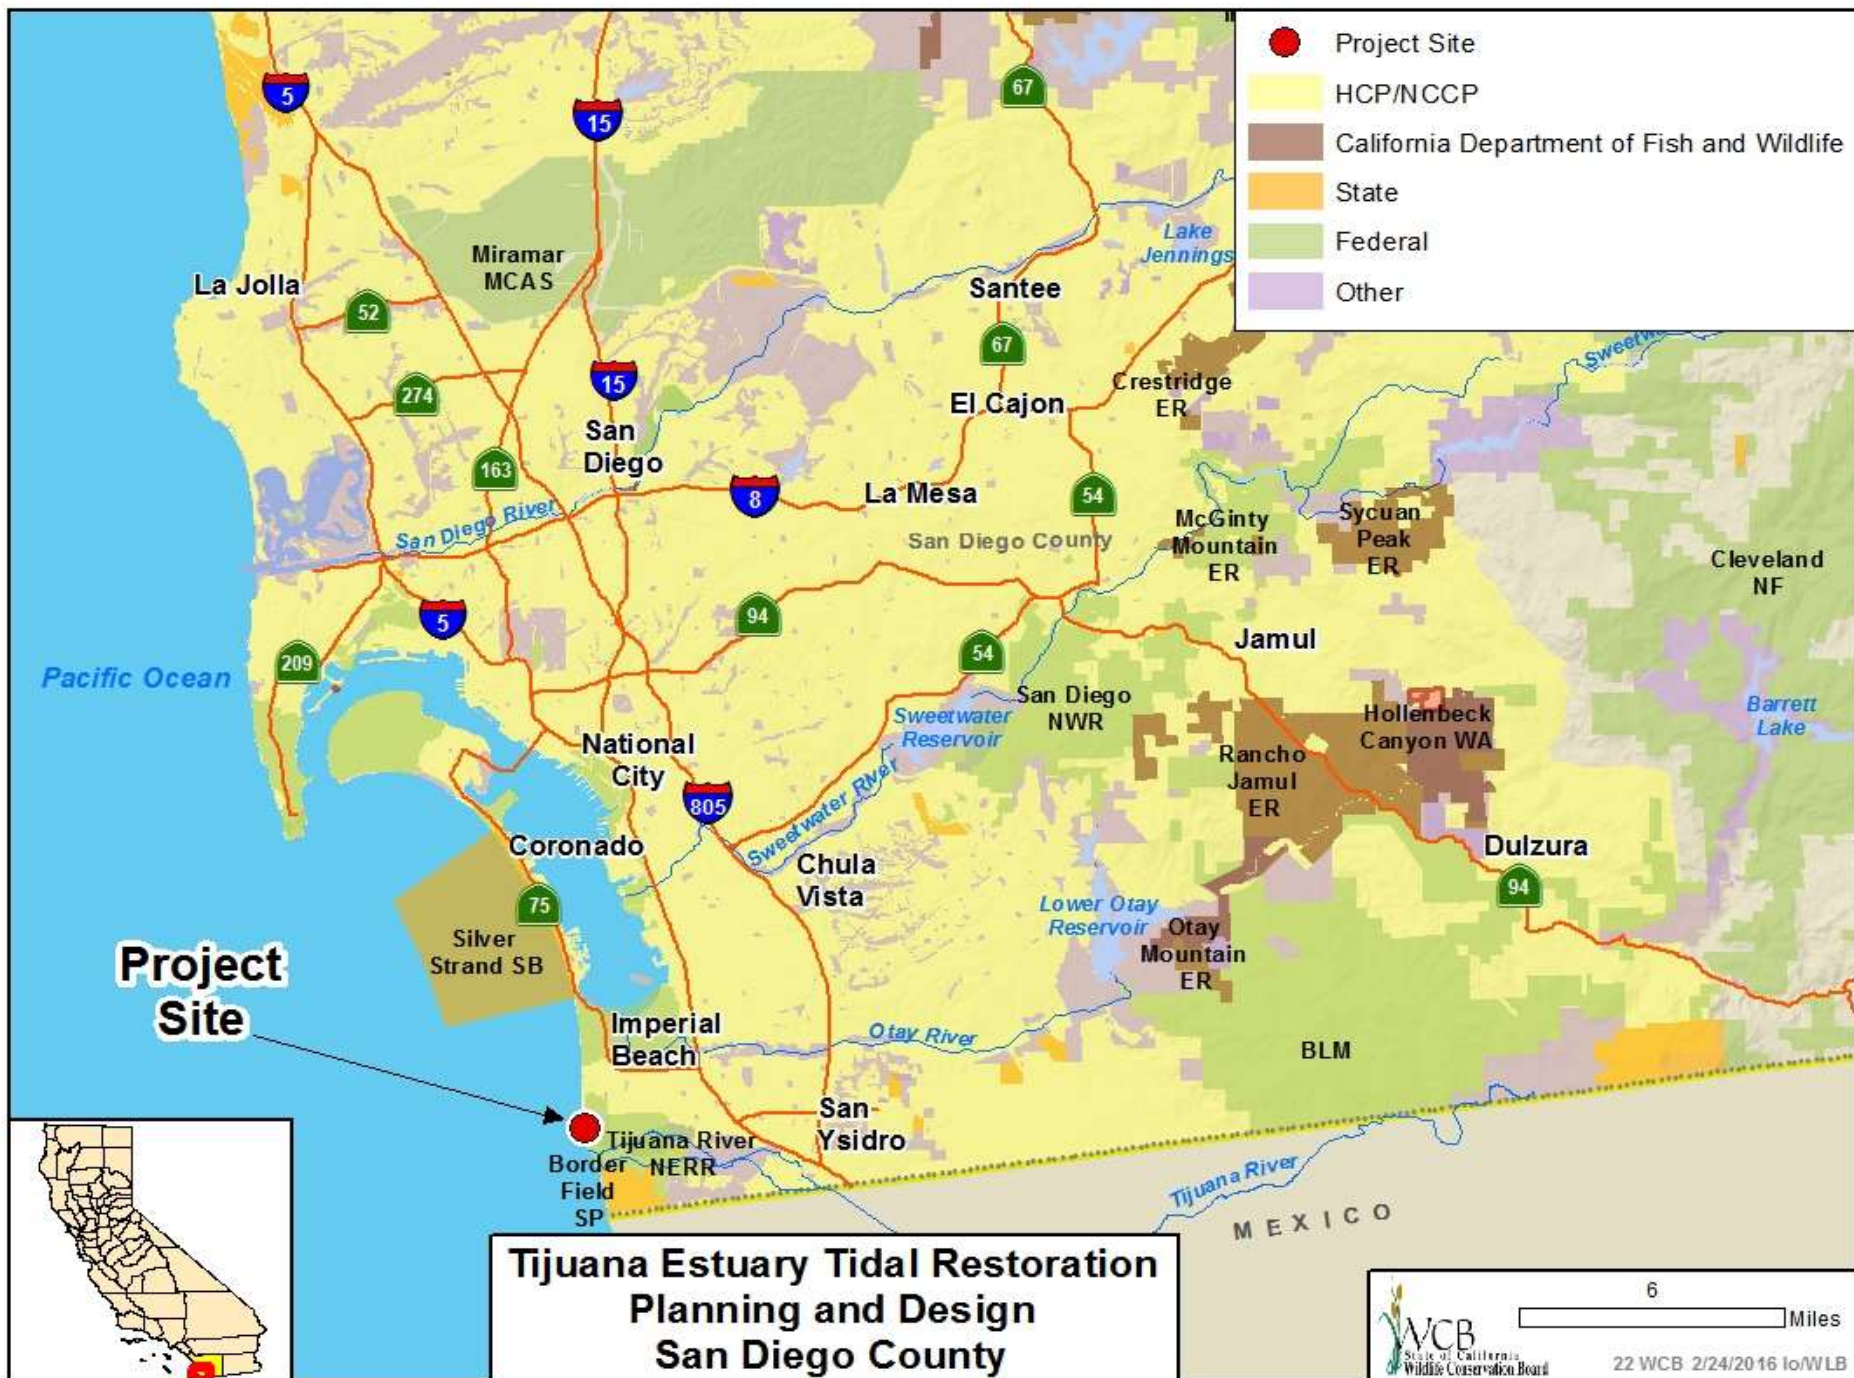 Project Site
HCP/NCCP
California Department of Fish and Wildlife
State
Federal
Other
5
15
67
Lake
Jennings
Miramar
MCAS
La Jolla
52
Santee
67
15
274
Crestridge
ER
El Cajon
San
Diego
163
8
La Mesa
54
San Diego River
San Diego County
McGinty
Mountain
ER
Sycuan
Peak
ER
Cleveland
NF
5
94
209
54
Jamul
Pacific Ocean
San Diego
NWR
Sweetwater
Reservoir
Hollenbeck
Canyon WA
Barrett
Lake
National
City
Rancho
Jamul
ER
805
Sweetwater River
Coronado
Chula
Vista
Dulzura
94
75
Lower Otay
Reservoir
Silver
Strand SB
Otay
Mountain
ER
Project
Site
Imperial
Beach
Otay River
BLM
San
Ysidro
Tijuana River
NERR
Border
Field
SP
Tijuana River
MEXICO
Tijuana Estuary Tidal Restoration
Planning and Design
San Diego County
6
Miles
WCB
State of California
Wildlife Conservation Board
22 WCB 2/24/2016 lo/WLB